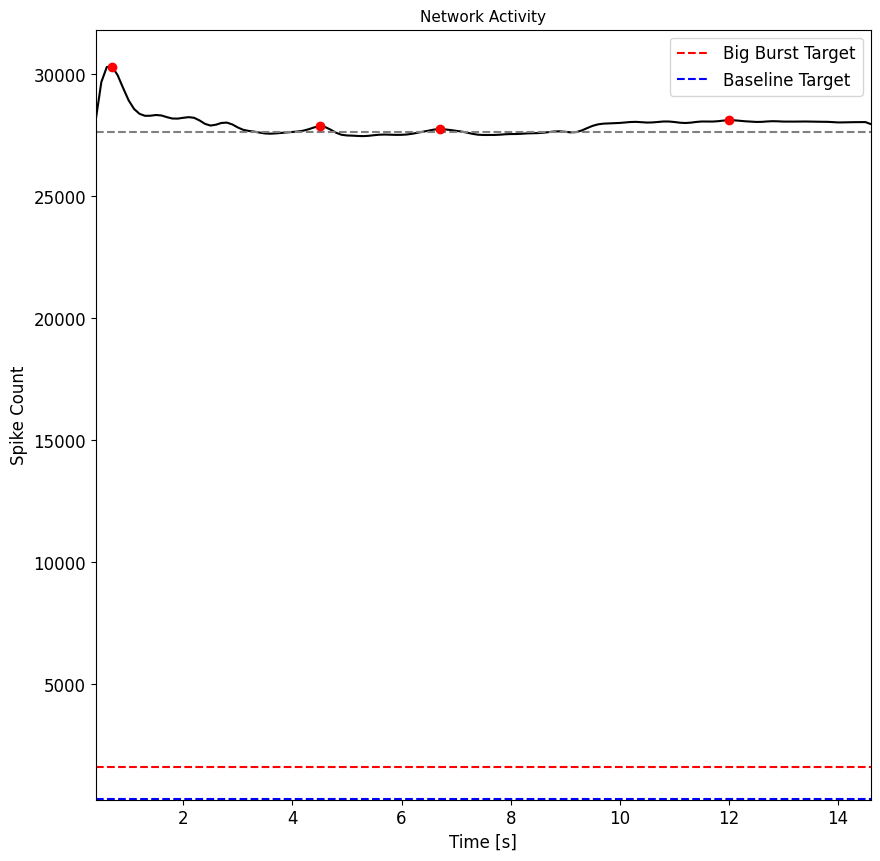 Network Activity
Big Burst Target
Baseline Target
Spike Count
30000
25000
20000
15000
10000
5000
2 4 6 8 10 12 14
Time [s]